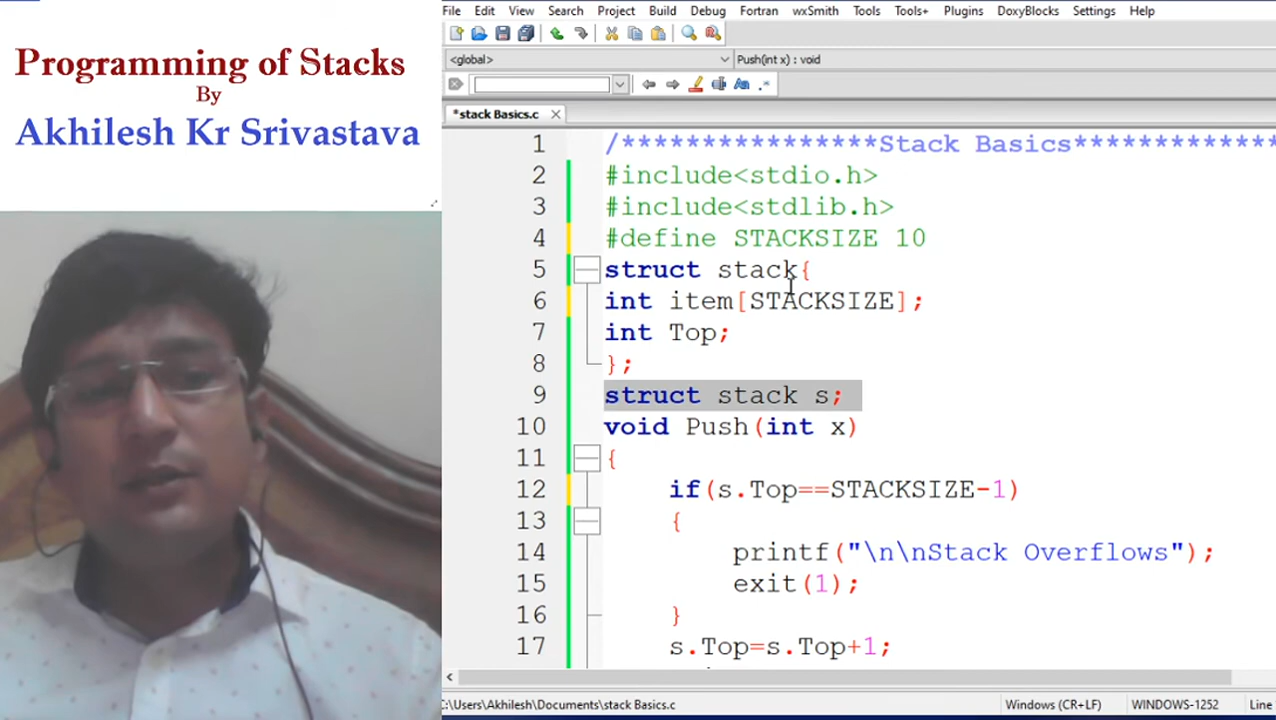 Programming of Stacks
By
Akhilesh Kr Srivastava
File Edit View Search Project Build Debug Fortran wxSmith Tools Tools+ Plugins DoxyBlocks Settings Help
<global> Push(int x) : void
*stack Basics.c
1 /****************Stack Basics*************
2 #include<stdio.h>
3 #include<stdlib.h>
4 #define STACKSIZE 10
5 struct stack{
6 int item[STACKSIZE];
7 int Top;
8 };
9 struct stack s;
10 void Push(int x)
11 {
12 if(s.Top==STACKSIZE-1)
13 {
14 printf("\n\nStack Overflows");
15 exit(1);
16 }
17 s.Top=s.Top+1;
:\Users\Akhilesh\Documents\stack Basics.c Windows (CR+LF) WINDOWS-1252 Line